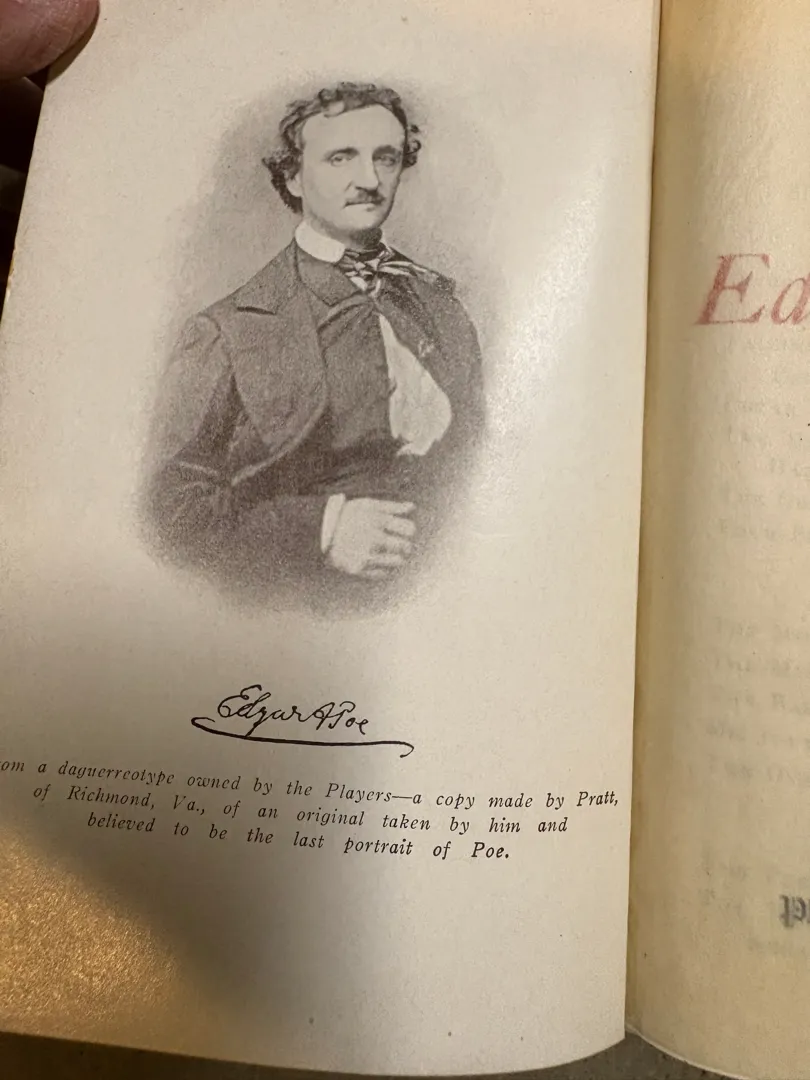 Edgar A Poe
om a daguerreotype owned by the Players—a copy made by Pratt,
of Richmond, Va., of an original taken by him and
believed to be the last portrait of Poe.
Ed